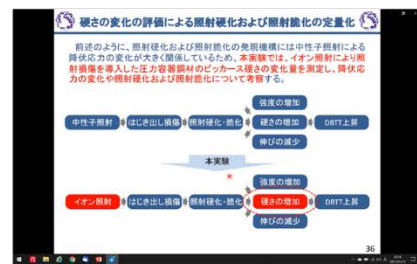 硬さの変化の評価による照射硬化および照射脆化の定量化
前述のように、照射硬化および照射脆化の発現機構には中性子照射による
降伏応力の変化が大きく関係しているため、本実験では、イオン照射により照
射損傷を導入した圧力容器鋼材のビッカース硬さの変化量を測定し、降伏応
力の変化や照射硬化および照射脆化について考察する。
強度の増加
中性子照射 はじき出し損傷 照射硬化・脆化 硬さの増加 DBTT上昇
伸びの減少
本実験
強度の増加
イオン照射 はじき出し損傷 照射硬化・脆化 硬さの増加 DBTT上昇
伸びの減少
36